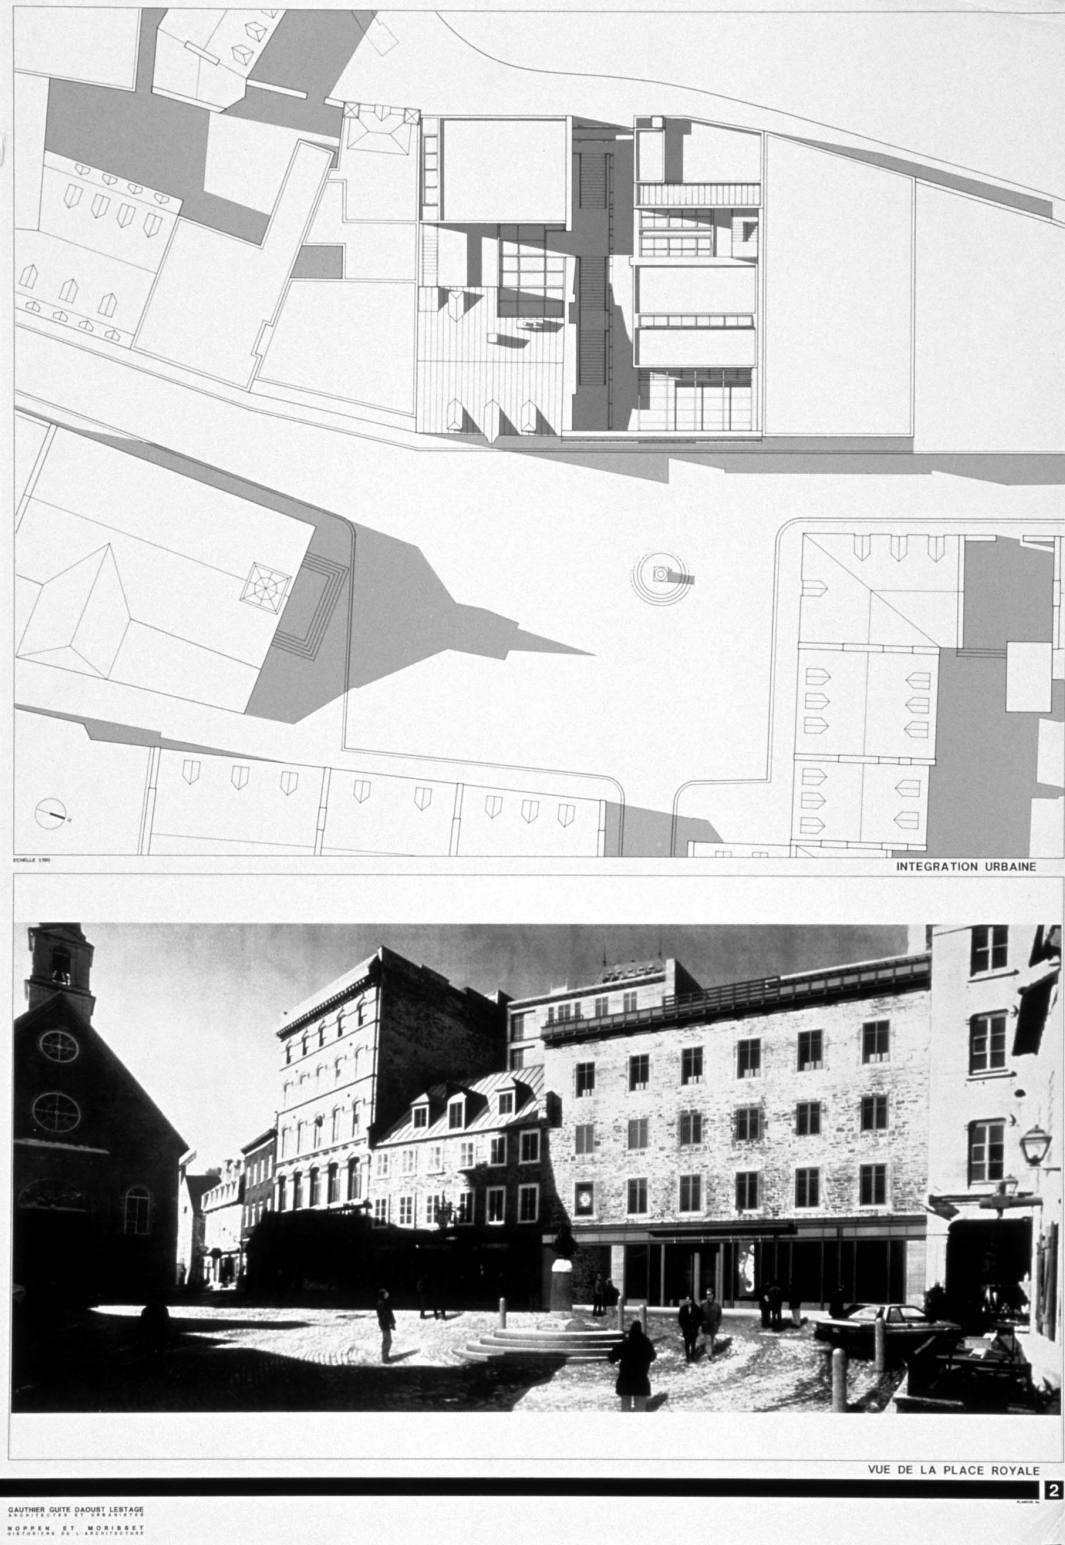 ECHELLE 1:100
INTEGRATION URBAINE
VUE DE LA PLACE ROYALE
2
GAUTHIER GUITE DAOUST LESTAGE
ARCHITECTES ET URBANISTES
NOPPEN ET MORISSET
HISTORIENS DE L'ARCHITECTURE